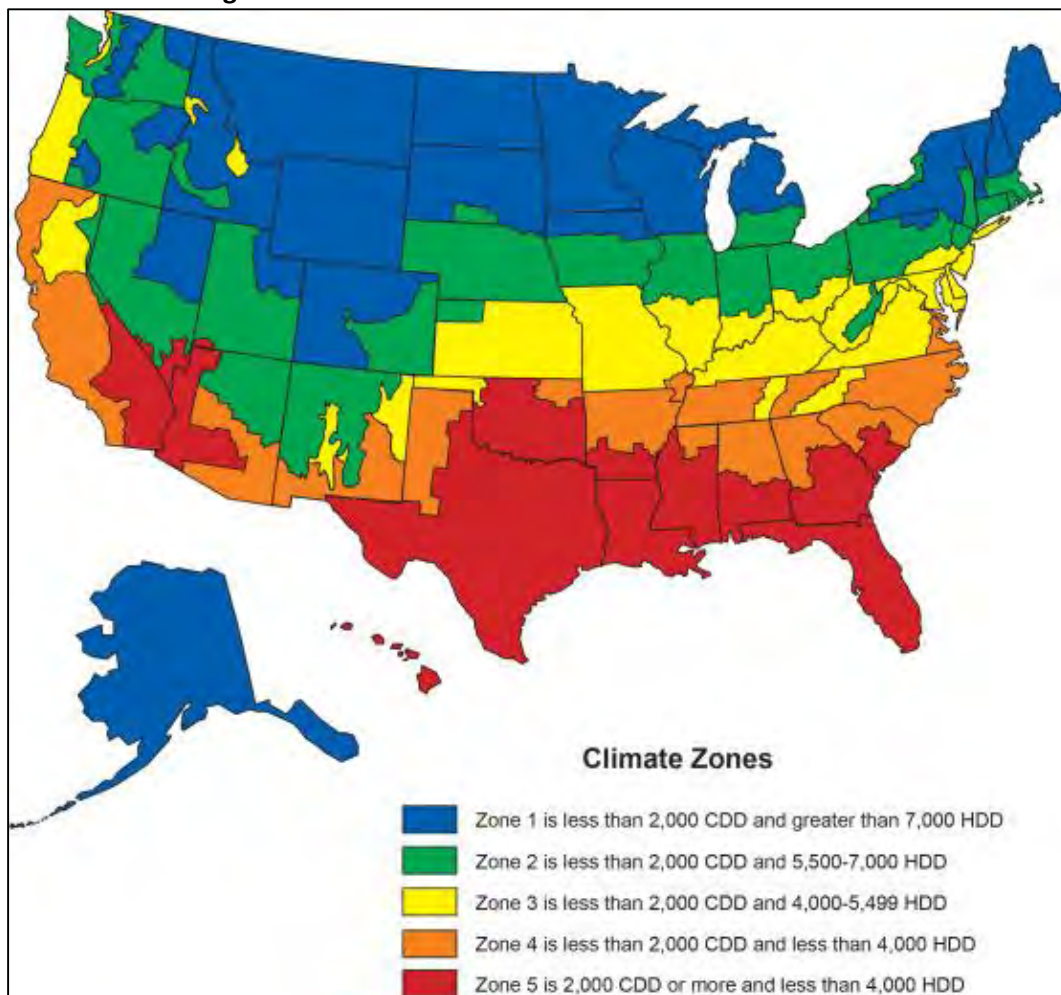 Climate Zones
Zone 1 is less than 2,000 CDD and greater than 7,000 HDD
Zone 2 is less than 2,000 CDD and 5,500-7,000 HDD
Zone 3 is less than 2,000 CDD and 4,000-5,499 HDD
Zone 4 is less than 2,000 CDD and less than 4,000 HDD
Zone 5 is 2,000 CDD or more and less than 4,000 HDD